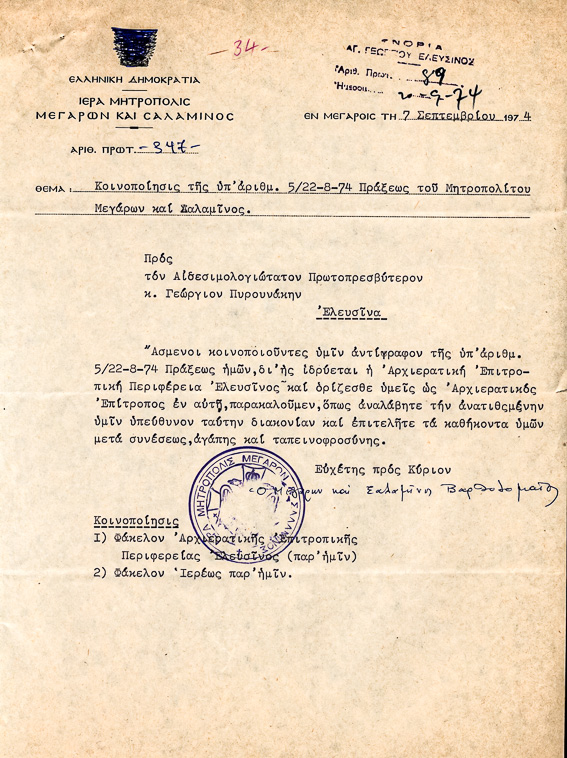 -34-
ΕΝΟΡΙΑ
ΑΓ. ΓΕΩΡΓΙΟΥ ΕΛΕΥΣΙΝΟΣ
Ἀριθ. Πρωτ. 89
9-74
ΕΛΛΗΝΙΚΗ ΔΗΜΟΚΡΑΤΙΑ
ΙΕΡΑ ΜΗΤΡΟΠΟΛΙΣ
ΜΕΓΑΡΩΝ ΚΑΙ ΣΑΛΑΜΙΝΟΣ
ΕΝ ΜΕΓΑΡΟΙΣ ΤΗ 7 Σεπτεμβρίου 1974
ΑΡΙΘ. ΠΡΩΤ. -347-
ΘΕΜΑ: Κοινοποίησις τῆς ὑπ'ἀριθμ. 5/22-8-74 Πράξεως τοῦ Μητροπολίτου
Μεγάρων καί Σαλαμῖνος.
Πρός
τόν Αἰδεσιμολογιώτατον Πρωτοπρεσβύτερον
κ. Γεώργιον Πυρουνάκην
Ἐλευσῖνα
Ἄσμενοι κοινοποιοῦντες ὑμῖν ἀντίγραφον τῆς ὑπ'ἀριθμ.
5/22-8-74 Πράξεως ἡμῶν,δι'ἧς ἱδρύεται ἡ Ἀρχιερατική Ἐπιτρο-
πική Περιφέρεια Ἐλευσῖνος καί ὁρίζεσθε ὑμεῖς ὡς Ἀρχιερατικός
Ἐπίτροπος ἐν αὐτῇ,παρακαλοῦμεν,ὅπως ἀναλάβητε τήν ἀνατιθεμένην
ὑμῖν ὑπεύθυνον ταύτην διακονίαν καί ἐπιτελῆτε τά καθήκοντα ὑμῶν
μετά συνέσεως,ἀγάπης καί ταπεινοφροσύνης.
Εὐχέτης πρός Κύριον
Μεγάρων καί Σαλαμῖνος Βαρθολομαῖος
ΙΕΡΑ ΜΗΤΡΟΠΟΛΙΣ ΜΕΓΑΡΩΝ ΚΑΙ ΣΑΛΑΜΙΝΟΣ
Κοινοποίησις
Ι) Φάκελον Ἀρχιερατικῆς Ἐπιτροπικῆς
Περιφερείας Ἐλευσῖνος (παρ'ἡμῖν)
2) Φάκελον Ἱερέως παρ'ἡμῖν.